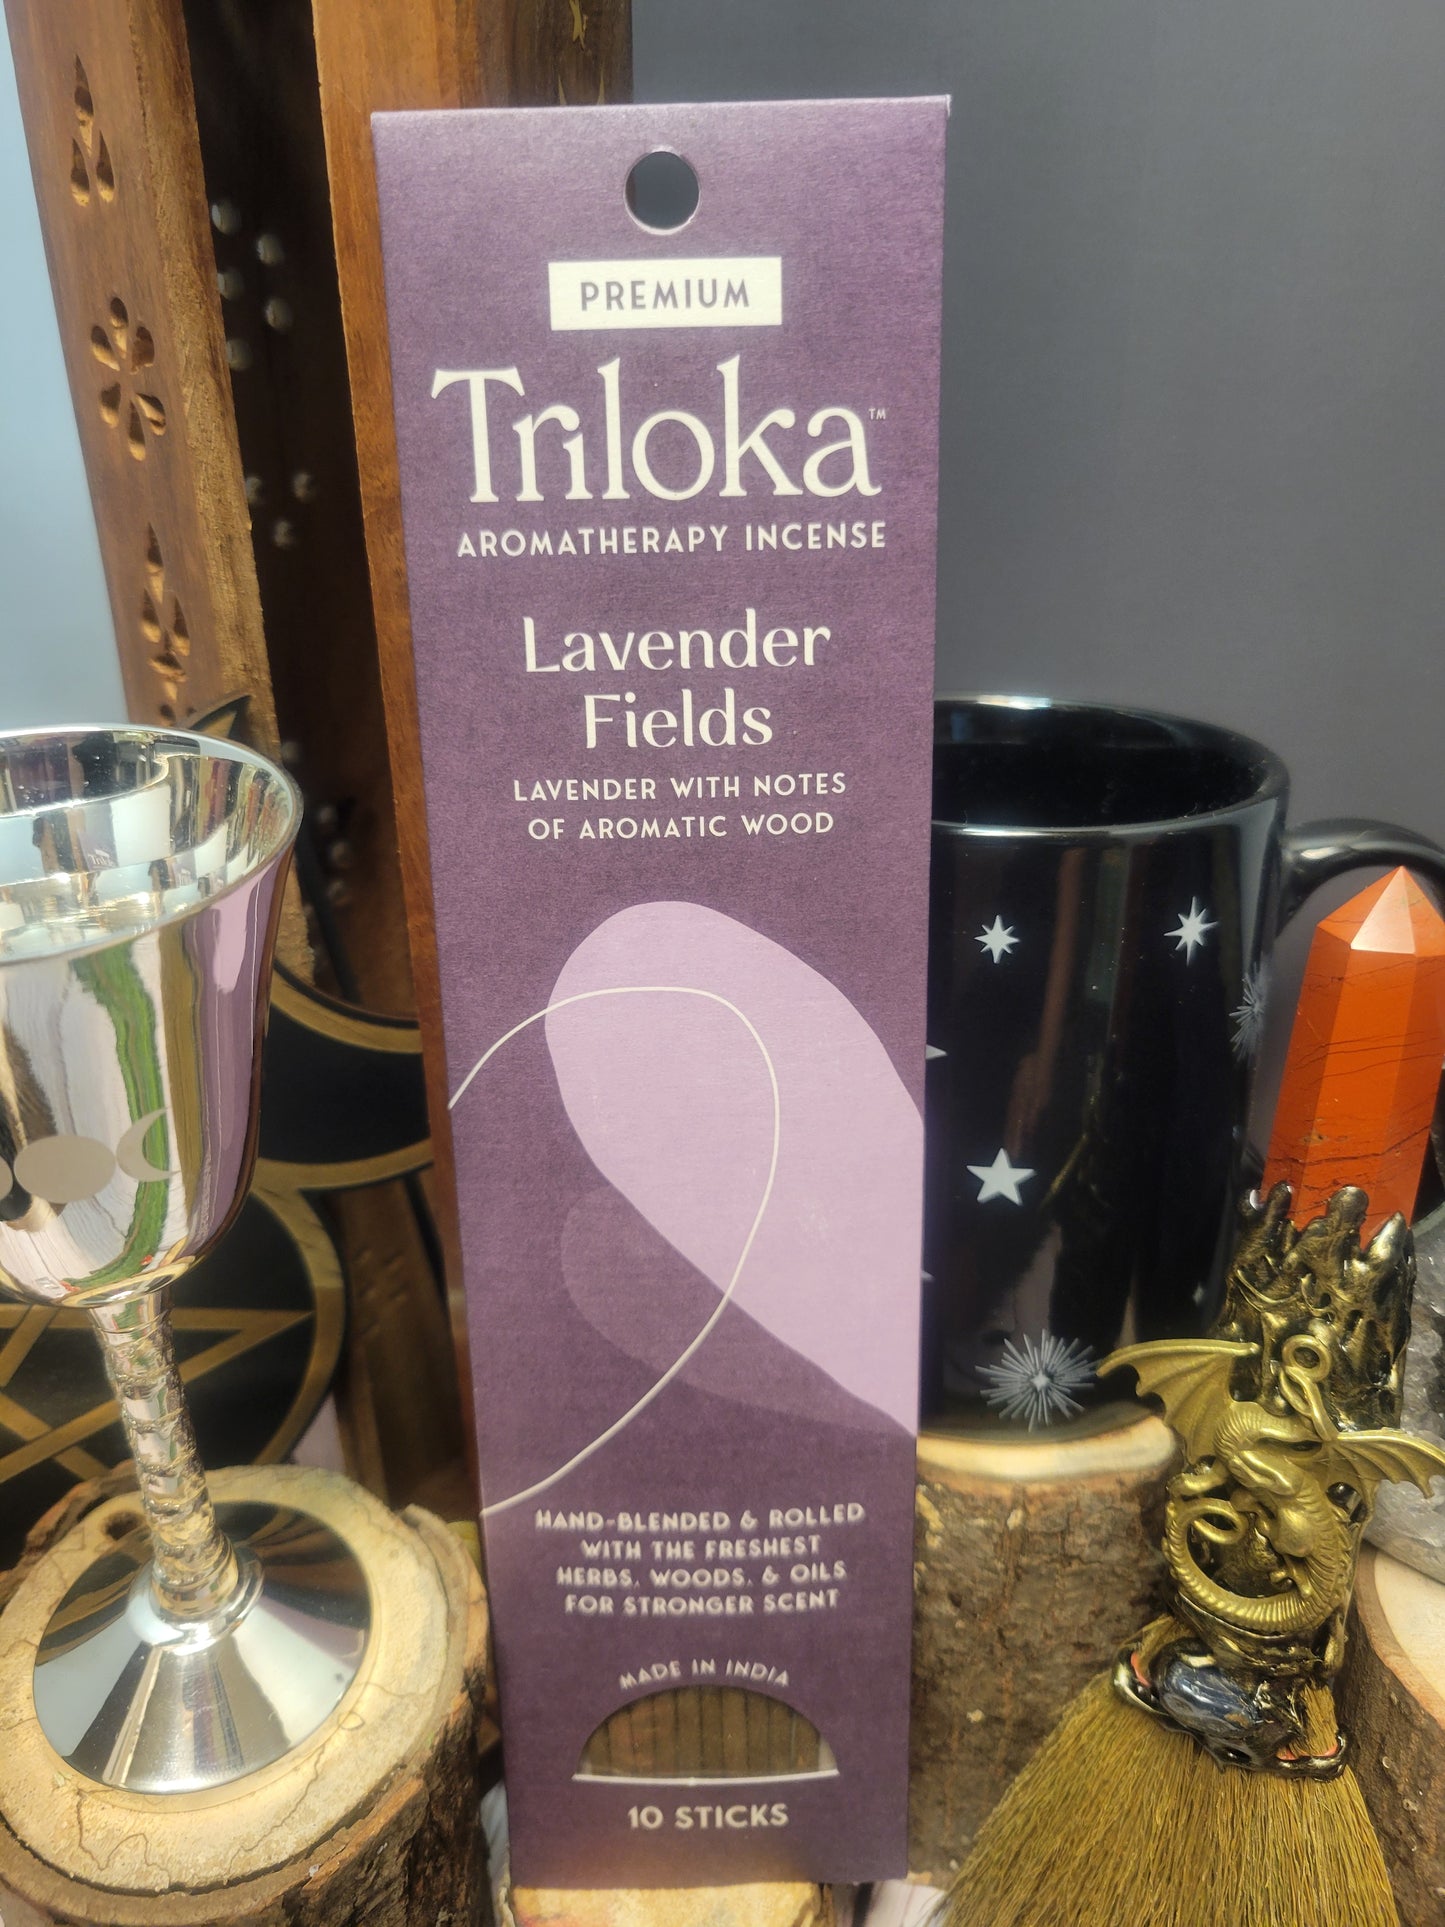 PREMIUM
Triloka™
AROMATHERAPY INCENSE
Lavender
Fields
LAVENDER WITH NOTES
OF AROMATIC WOOD
HAND-BLENDED & ROLLED
WITH THE FRESHEST
HERBS, WOODS, & OILS
FOR STRONGER SCENT
MADE IN INDIA
10 STICKS